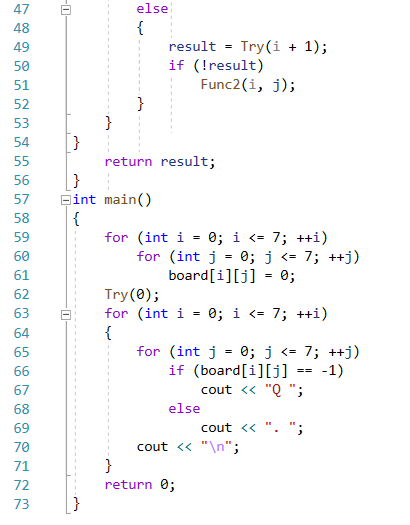 47 else
48 {
49 result = Try(i + 1);
50 if (!result)
51 Func2(i, j);
52 }
53 }
54 }
55 return result;
56 }
57 int main()
58 {
59 for (int i = 0; i <= 7; ++i)
60 for (int j = 0; j <= 7; ++j)
61 board[i][j] = 0;
62 Try(0);
63 for (int i = 0; i <= 7; ++i)
64 {
65 for (int j = 0; j <= 7; ++j)
66 if (board[i][j] == -1)
67 cout << "Q ";
68 else
69 cout << ". ";
70 cout << "\n";
71 }
72 return 0;
73 }